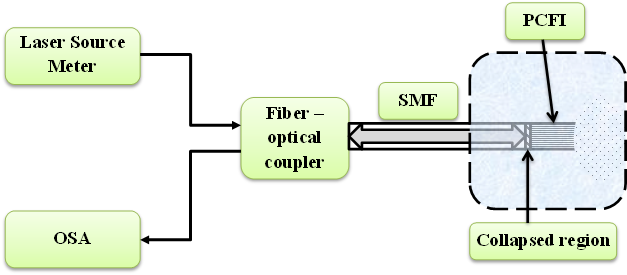 Laser Source
Meter
PCFI
SMF
Fiber –
optical
coupler
OSA
Collapsed region